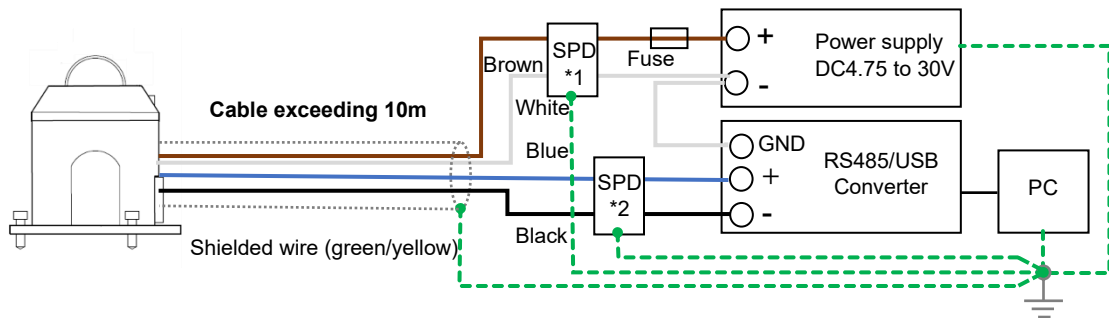 SPD
*1
Fuse
+
-
Power supply
DC4.75 to 30V
Brown
White
Cable exceeding 10m
Blue
Black
SPD
*2
GND
+
-
RS485/USB
Converter
PC
Shielded wire (green/yellow)